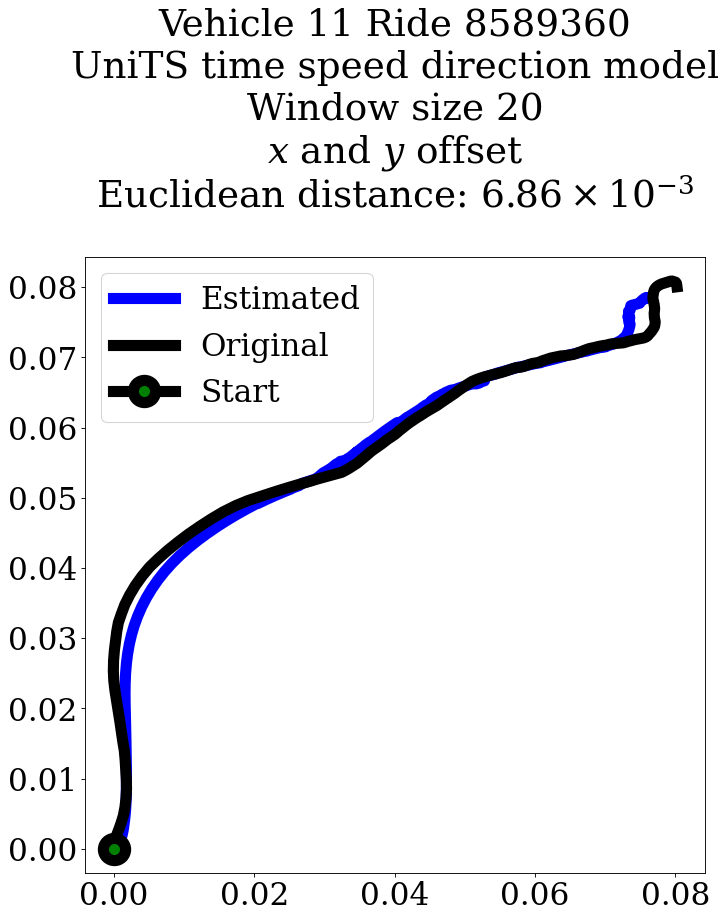 Vehicle 11 Ride 8589360
UniTS time speed direction model
Window size 20
x and y offset
Euclidean distance: 6.86 × 10⁻³
Estimated
Original
Start
0.08
0.07
0.06
0.05
0.04
0.03
0.02
0.01
0.00
0.00 0.02 0.04 0.06 0.08